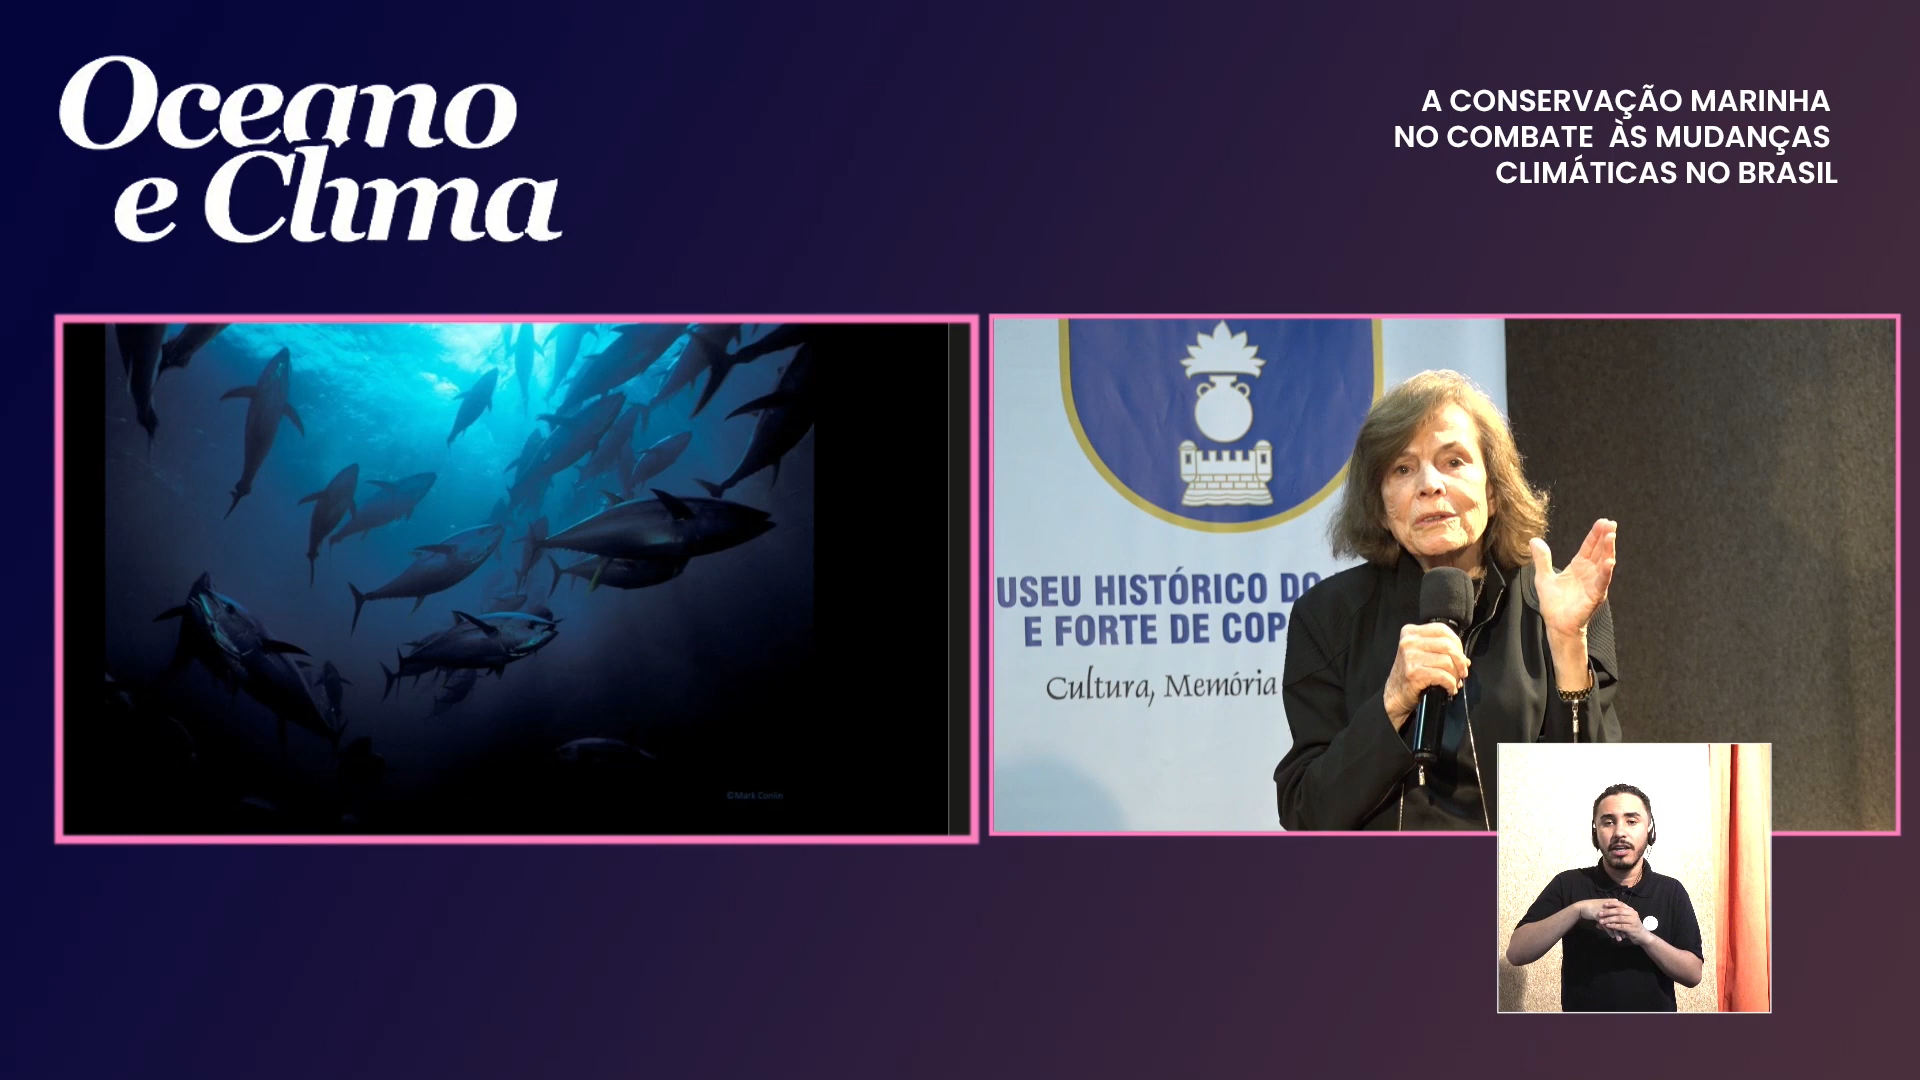 Oceano
e Clima
A CONSERVAÇÃO MARINHA
NO COMBATE ÀS MUDANÇAS
CLIMÁTICAS NO BRASIL
USEU HISTÓRICO DO
E FORTE DE COP
Cultura, Memória
©Mark Conlin